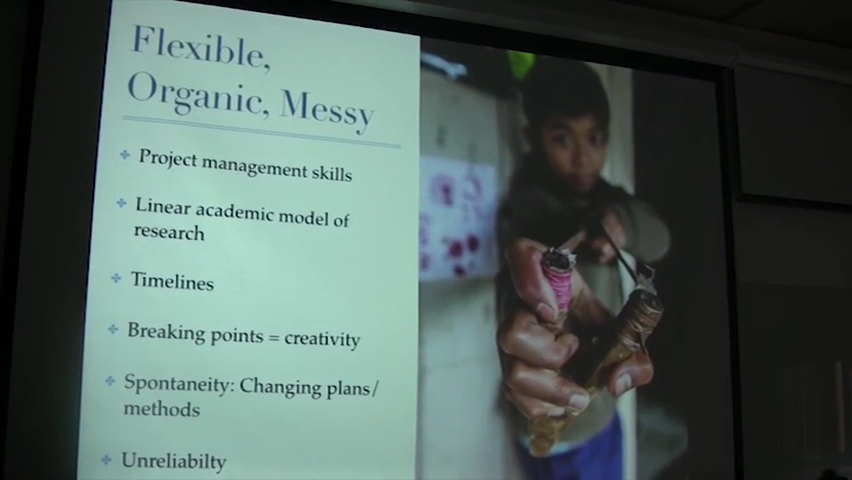 Flexible,
Organic, Messy
Project management skills
Linear academic model of
research
Timelines
Breaking points = creativity
Spontaneity: Changing plans/
methods
Unreliabilty